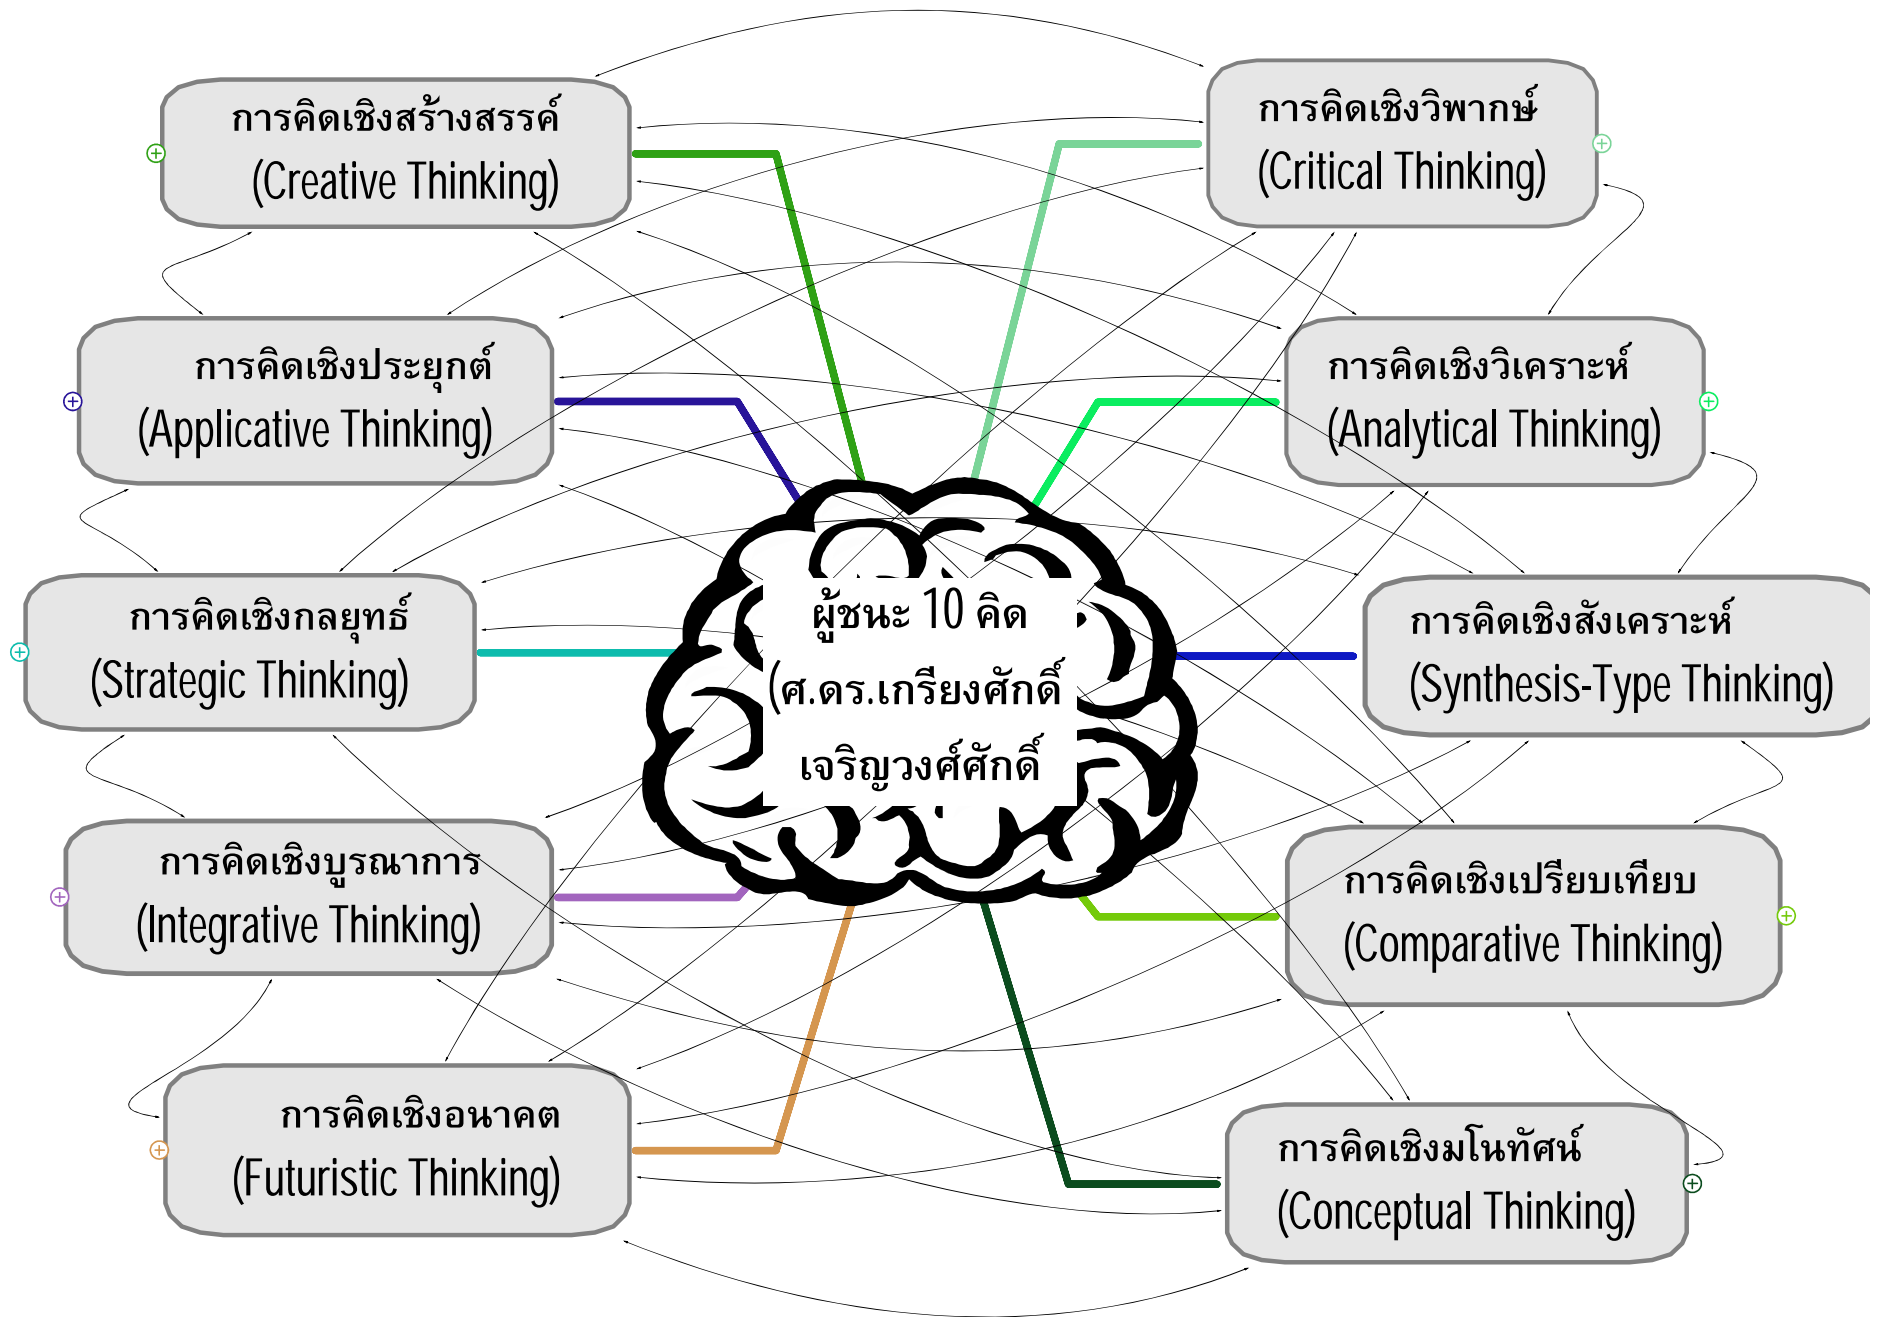 การคิดเชิงสร้างสรรค์
(Creative Thinking)
การคิดเชิงประยุกต์
(Applicative Thinking)
การคิดเชิงกลยุทธ์
(Strategic Thinking)
การคิดเชิงบูรณาการ
(Integrative Thinking)
การคิดเชิงอนาคต
(Futuristic Thinking)
ผู้ชนะ 10 คิด
(ศ.ดร.เกรียงศักดิ์
เจริญวงศ์ศักดิ์
การคิดเชิงวิพากษ์
(Critical Thinking)
การคิดเชิงวิเคราะห์
(Analytical Thinking)
การคิดเชิงสังเคราะห์
(Synthesis-Type Thinking)
การคิดเชิงเปรียบเทียบ
(Comparative Thinking)
การคิดเชิงมโนทัศน์
(Conceptual Thinking)